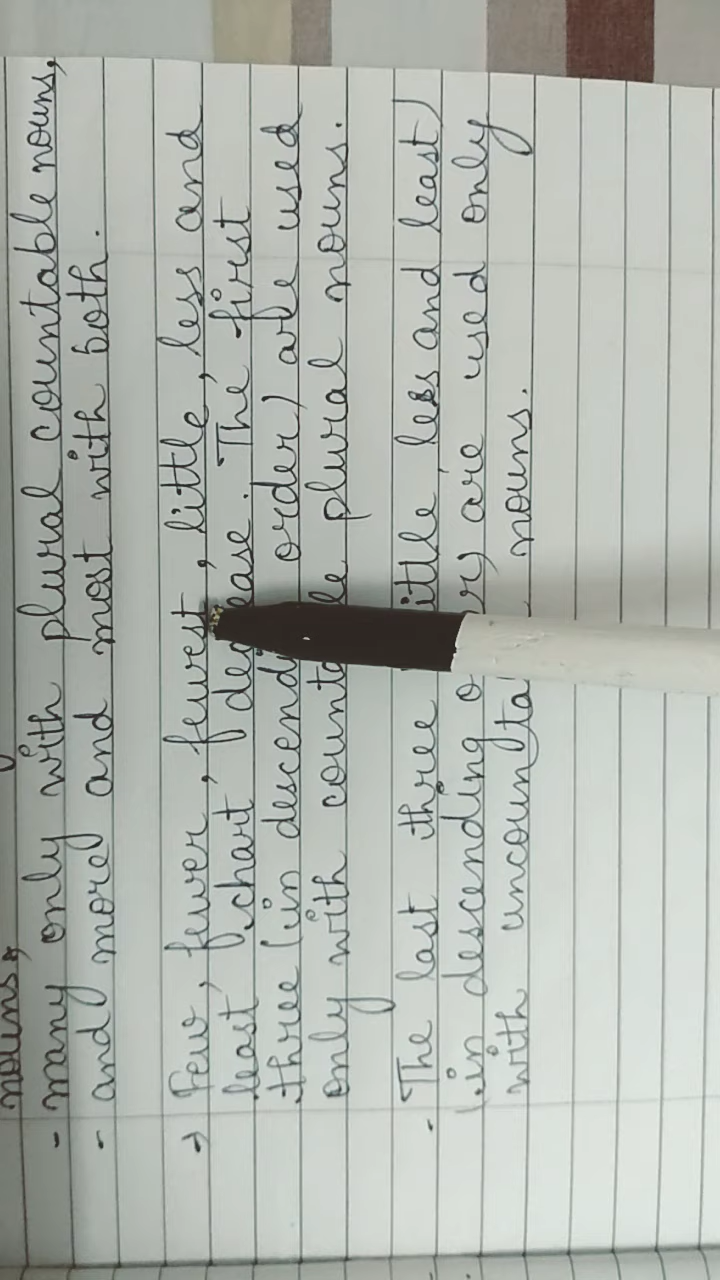 nouns,
- many only with plural countable nouns,
- and more and most with both.
→ Few, fewer, fewest, little, less and
least chart decrease. The first
three (in descending order) are used
only with countable plural nouns.
- The last three little less and least)
(in descending order) are used only
with uncounta nouns.